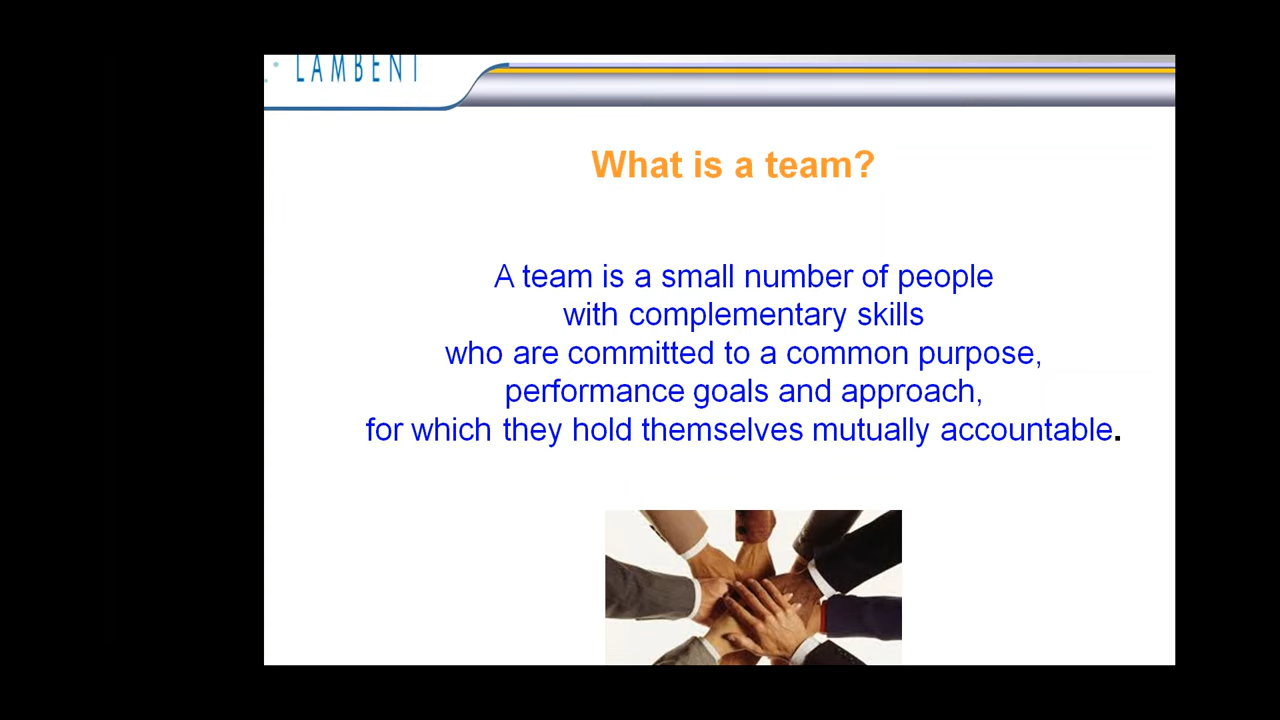 LAMBENT
What is a team?
A team is a small number of people
with complementary skills
who are committed to a common purpose,
performance goals and approach,
for which they hold themselves mutually accountable.